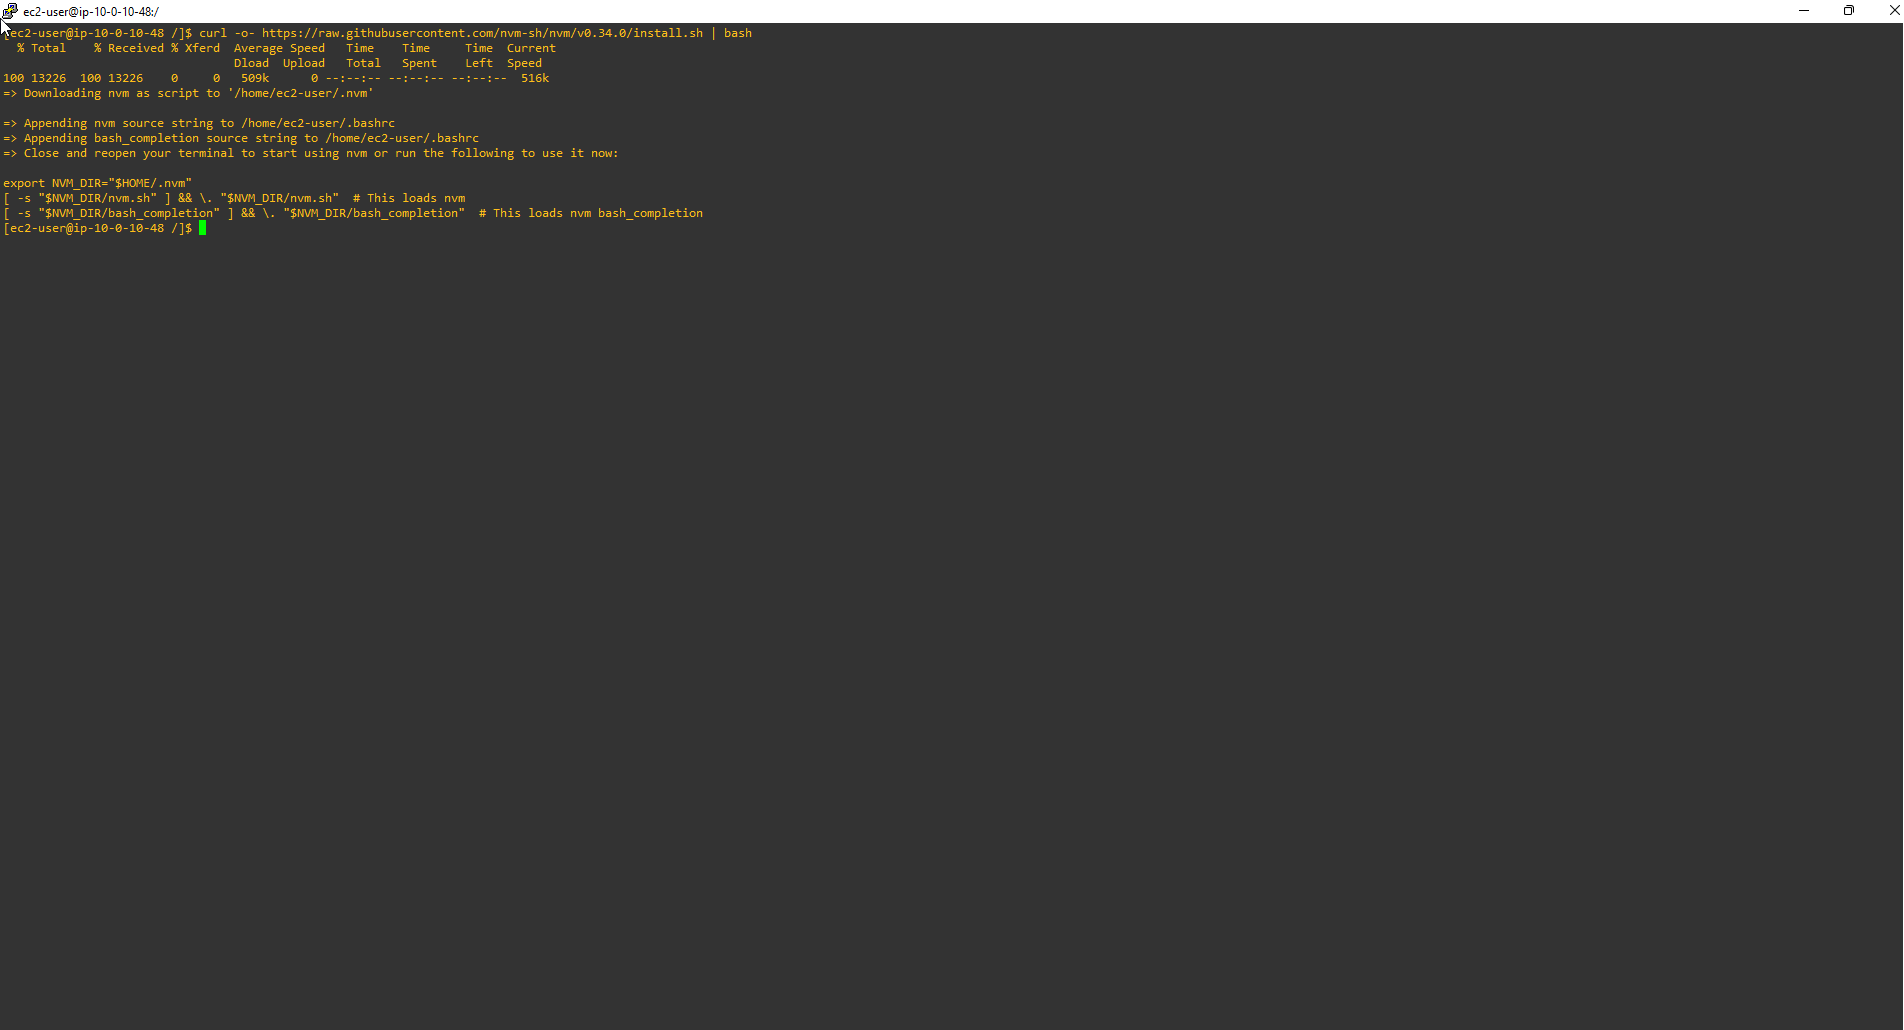 ec2-user@ip-10-0-10-48:/
[ec2-user@ip-10-0-10-48 /]$ curl -o- https://raw.githubusercontent.com/nvm-sh/nvm/v0.34.0/install.sh | bash
  % Total    % Received % Xferd  Average Speed   Time    Time     Time  Current
                                 Dload  Upload   Total   Spent    Left  Speed
100 13226  100 13226    0     0   509k      0 --:--:-- --:--:-- --:--:--  516k
=> Downloading nvm as script to '/home/ec2-user/.nvm'
=> Appending nvm source string to /home/ec2-user/.bashrc
=> Appending bash_completion source string to /home/ec2-user/.bashrc
=> Close and reopen your terminal to start using nvm or run the following to use it now:
export NVM_DIR="$HOME/.nvm"
[ -s "$NVM_DIR/nvm.sh" ] && \. "$NVM_DIR/nvm.sh"  # This loads nvm
[ -s "$NVM_DIR/bash_completion" ] && \. "$NVM_DIR/bash_completion"  # This loads nvm bash_completion
[ec2-user@ip-10-0-10-48 /]$